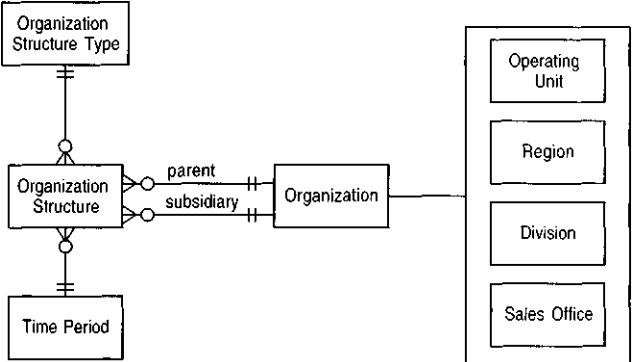 Organization
Structure Type
Operating
Unit
Region
parent
Organization
Structure
subsidiary
Organization
Division
Time Period
Sales Office